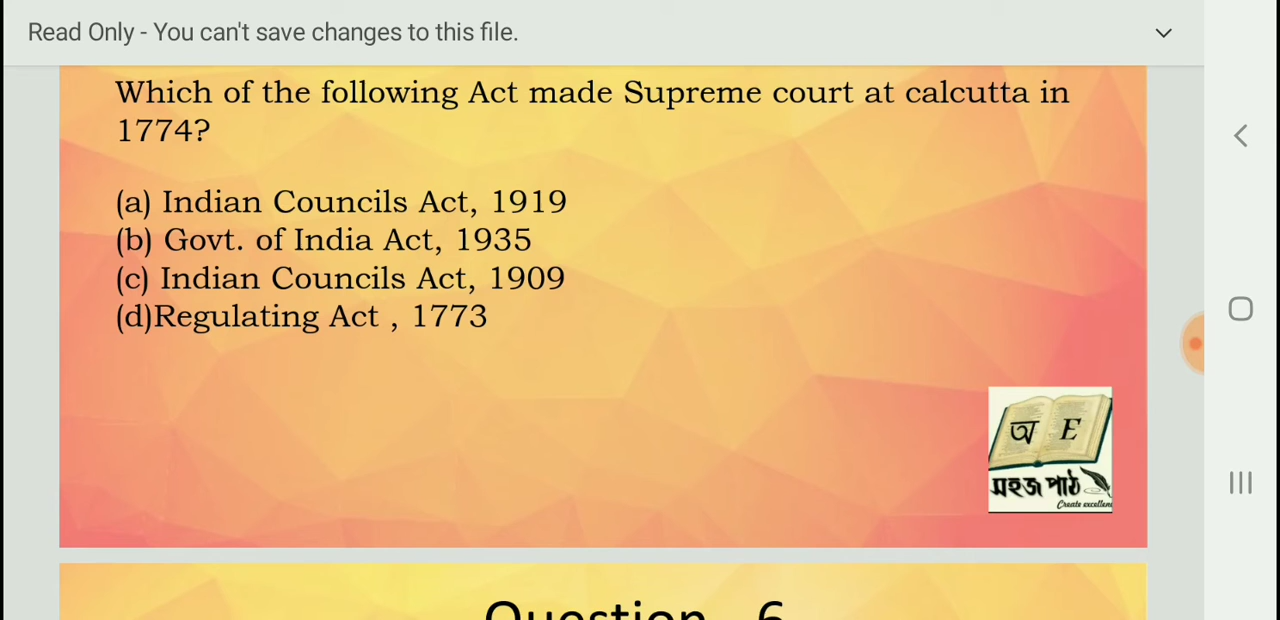 Read Only - You can't save changes to this file.
Which of the following Act made Supreme court at calcutta in
1774?
(a) Indian Councils Act, 1919
(b) Govt. of India Act, 1935
(c) Indian Councils Act, 1909
(d)Regulating Act , 1773
অ E
সহজ পাঠ
Create excellen
Question - 6